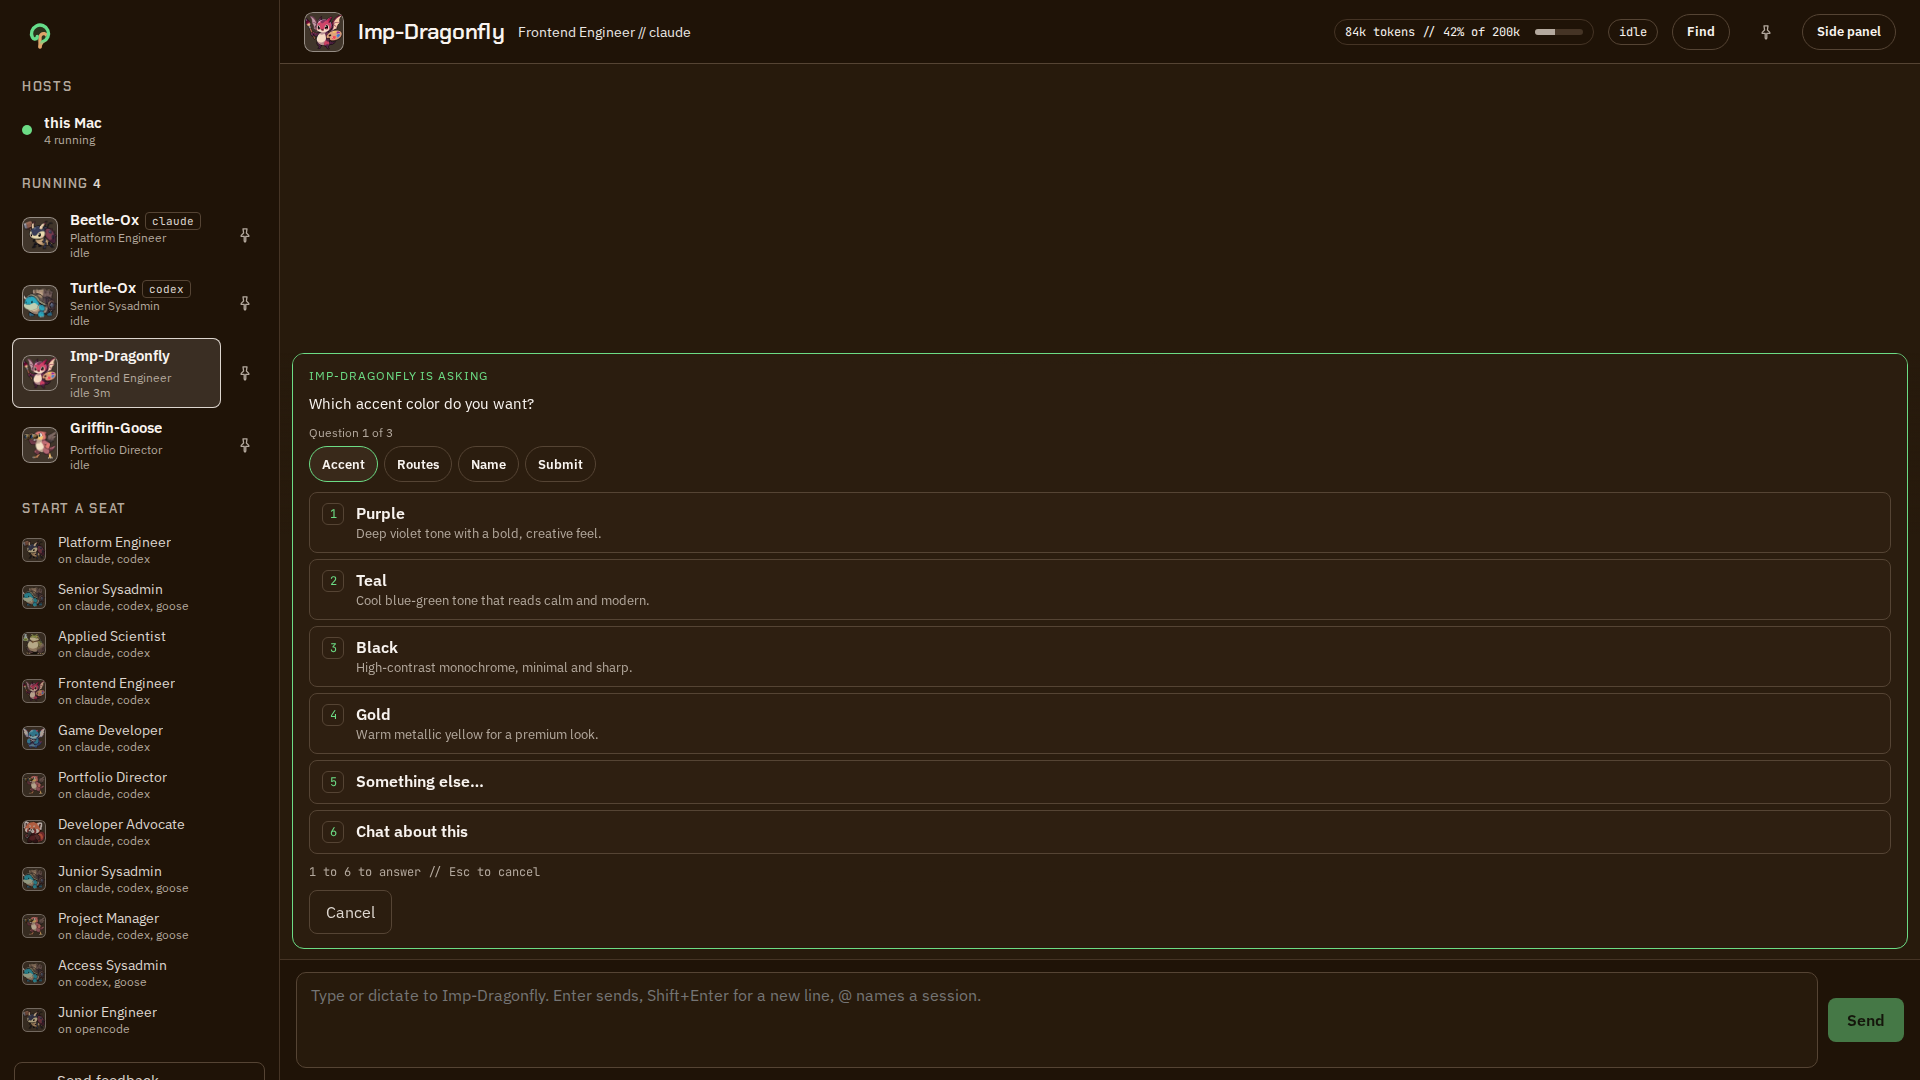 HOSTS
this Mac
4 running
RUNNING 4
Beetle-Ox claude
Platform Engineer
idle
Turtle-Ox codex
Senior Sysadmin
idle
Imp-Dragonfly
Frontend Engineer
idle 3m
Griffin-Goose
Portfolio Director
idle
START A SEAT
Platform Engineer
on claude, codex
Senior Sysadmin
on claude, codex, goose
Applied Scientist
on claude, codex
Frontend Engineer
on claude, codex
Game Developer
on claude, codex
Portfolio Director
on claude, codex
Developer Advocate
on claude, codex
Junior Sysadmin
on claude, codex, goose
Project Manager
on claude, codex, goose
Access Sysadmin
on codex, goose
Junior Engineer
on opencode
Send feedback
Imp-Dragonfly Frontend Engineer // claude
84k tokens // 42% of 200k
idle
Find
Side panel
IMP-DRAGONFLY IS ASKING
Which accent color do you want?
Question 1 of 3
Accent Routes Name Submit
1 Purple
Deep violet tone with a bold, creative feel.
2 Teal
Cool blue-green tone that reads calm and modern.
3 Black
High-contrast monochrome, minimal and sharp.
4 Gold
Warm metallic yellow for a premium look.
5 Something else...
6 Chat about this
1 to 6 to answer // Esc to cancel
Cancel
Type or dictate to Imp-Dragonfly. Enter sends, Shift+Enter for a new line, @ names a session.
Send